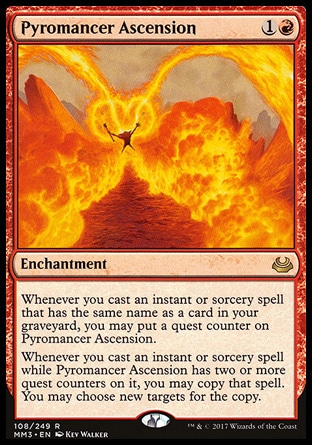 Pyromancer Ascension 1
Enchantment
Whenever you cast an instant or sorcery spell
that has the same name as a card in your
graveyard, you may put a quest counter on
Pyromancer Ascension.
Whenever you cast an instant or sorcery spell
while Pyromancer Ascension has two or more
quest counters on it, you may copy that spell.
You may choose new targets for the copy.
108/249 R
MM3 • EN Kev Walker ™ & © 2017 Wizards of the Coast